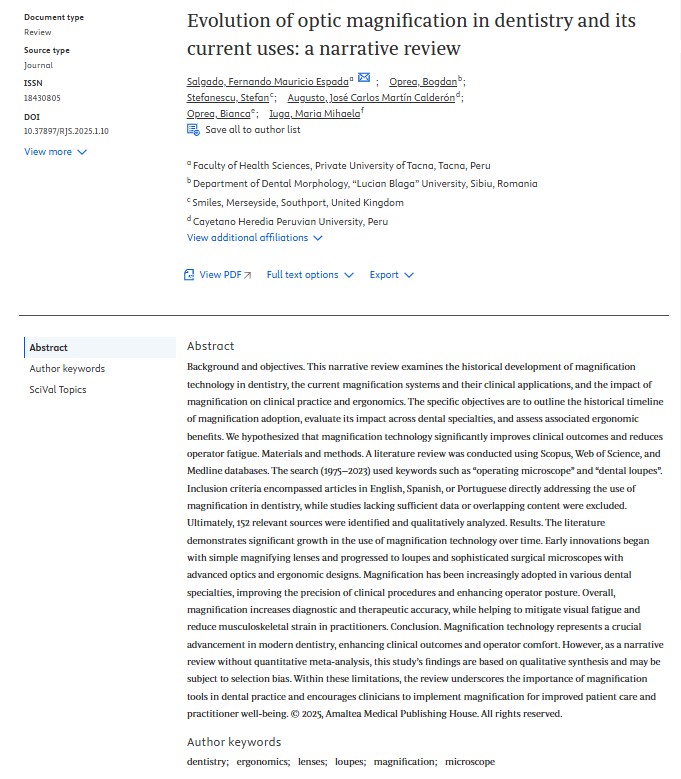 Document type
Review
Source type
Journal
ISSN
18430805
DOI
10.37897/RJS.2025.1.10
View more
Evolution of optic magnification in dentistry and its
current uses: a narrative review
Salgado, Fernando Mauricio Espadaa ; Oprea, Bogdanb;
Stefanescu, Stefanc; Augusto, José Carlos Martín Calderónd;
Oprea, Biancae; Iuga, Maria Mihaelaf
Save all to author list
a Faculty of Health Sciences, Private University of Tacna, Tacna, Peru
b Department of Dental Morphology, “Lucian Blaga” University, Sibiu, Romania
c Smiles, Merseyside, Southport, United Kingdom
d Cayetano Heredia Peruvian University, Peru
View additional affiliations
View PDF Full text options Export
Abstract
Author keywords
SciVal Topics
Abstract
Background and objectives. This narrative review examines the historical development of magnification
technology in dentistry, the current magnification systems and their clinical applications, and the impact of
magnification on clinical practice and ergonomics. The specific objectives are to outline the historical timeline
of magnification adoption, evaluate its impact across dental specialties, and assess associated ergonomic
benefits. We hypothesized that magnification technology significantly improves clinical outcomes and reduces
operator fatigue. Materials and methods. A literature review was conducted using Scopus, Web of Science, and
Medline databases. The search (1975–2023) used keywords such as “operating microscope” and “dental loupes”.
Inclusion criteria encompassed articles in English, Spanish, or Portuguese directly addressing the use of
magnification in dentistry, while studies lacking sufficient data or overlapping content were excluded.
Ultimately, 152 relevant sources were identified and qualitatively analyzed. Results. The literature
demonstrates significant growth in the use of magnification technology over time. Early innovations began
with simple magnifying lenses and progressed to loupes and sophisticated surgical microscopes with
advanced optics and ergonomic designs. Magnification has been increasingly adopted in various dental
specialties, improving the precision of clinical procedures and enhancing operator posture. Overall,
magnification increases diagnostic and therapeutic accuracy, while helping to mitigate visual fatigue and
reduce musculoskeletal strain in practitioners. Conclusion. Magnification technology represents a crucial
advancement in modern dentistry, enhancing clinical outcomes and operator comfort. However, as a narrative
review without quantitative meta-analysis, this study’s findings are based on qualitative synthesis and may be
subject to selection bias. Within these limitations, the review underscores the importance of magnification
tools in dental practice and encourages clinicians to implement magnification for improved patient care and
practitioner well-being. © 2025, Amaltea Medical Publishing House. All rights reserved.
Author keywords
dentistry; ergonomics; lenses; loupes; magnification; microscope